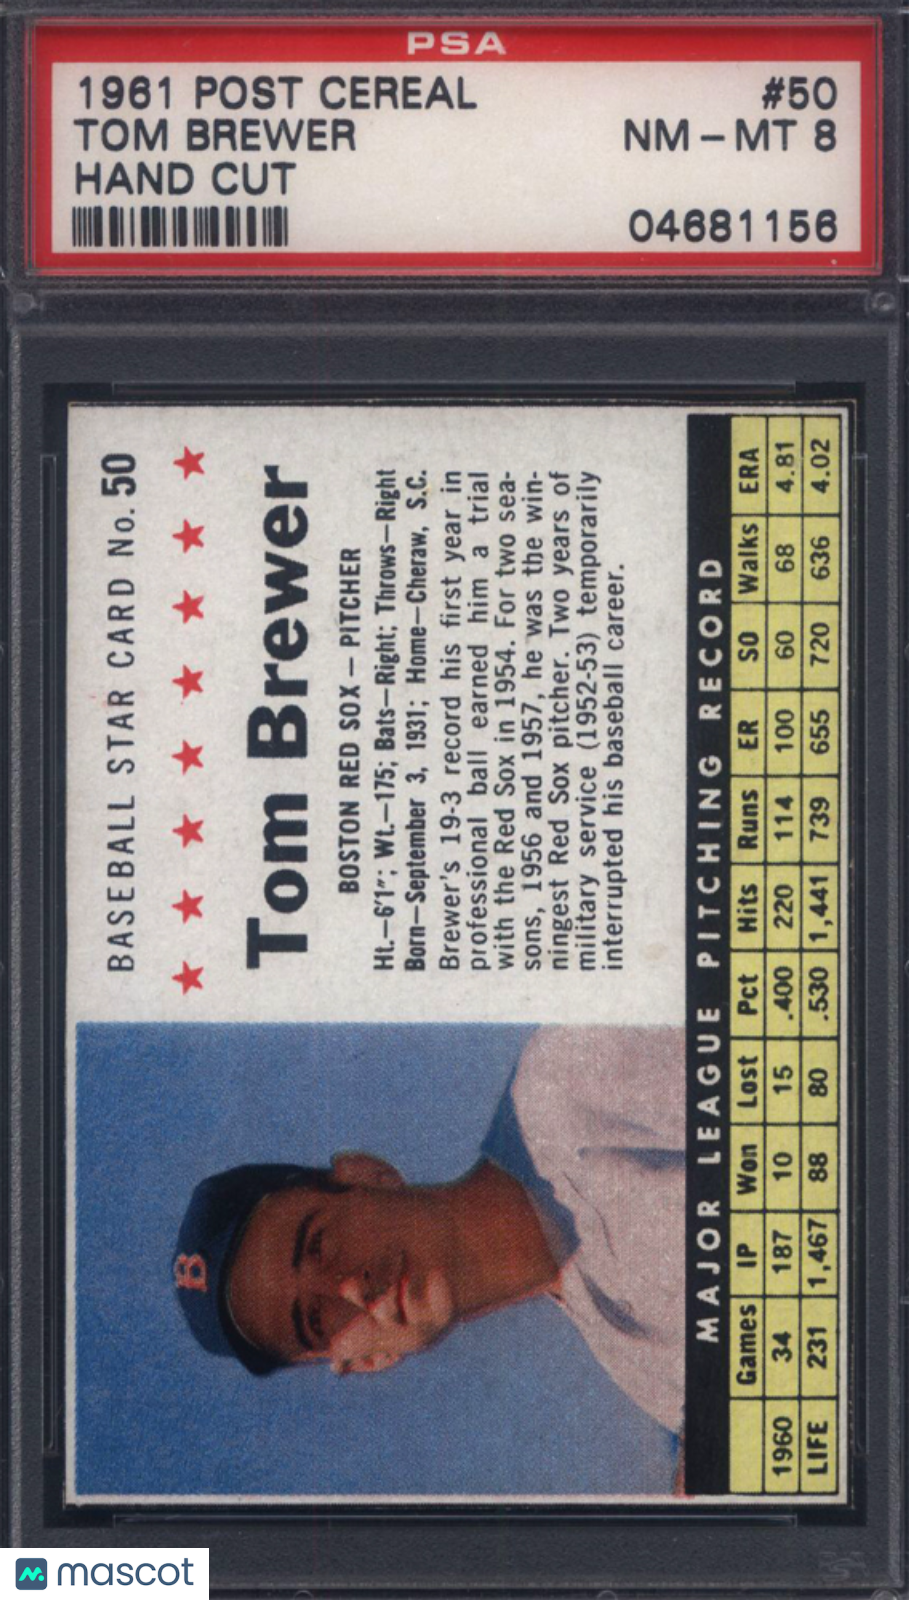 PSA
1961 POST CEREAL #50
TOM BREWER NM - MT 8
HAND CUT
04681156
BASEBALL STAR CARD No. 50
Tom Brewer
BOSTON RED SOX — PITCHER
Ht.—6'1"; Wt.—175; Bats—Right; Throws—Right
Born—September 3, 1931; Home—Cheraw, S.C.
Brewer's 19-3 record his first year in
professional ball earned him a trial
with the Red Sox in 1954. For two sea-
sons, 1956 and 1957, he was the win-
ningest Red Sox pitcher. Two years of
military service (1952-53) temporarily
interrupted his baseball career.
B
MAJOR LEAGUE PITCHING RECORD
Games IP Won Lost Pct Hits Runs ER SO Walks ERA
1960 34 187 10 15 .400 220 114 100 60 68 4.81
LIFE 231 1,467 88 80 .530 1,441 739 655 720 636 4.02
mascot